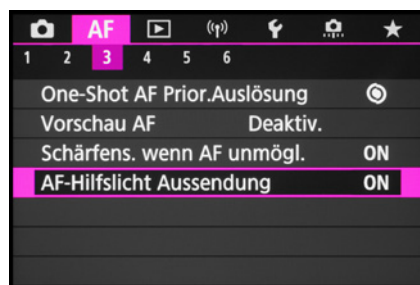 AF
1 2 3 4 5 6
One-Shot AF Prior.Auslösung
Vorschau AF Deaktiv.
Schärfens. wenn AF unmögl. ON
AF-Hilfslicht Aussendung ON